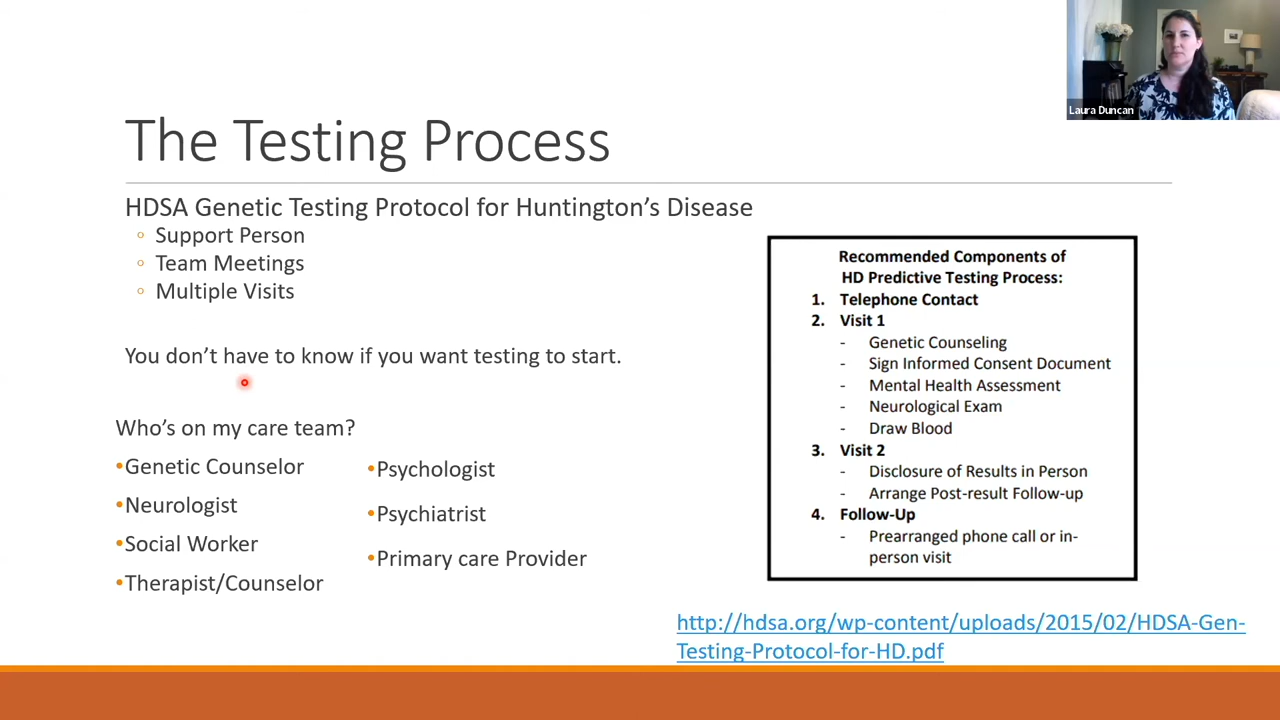 Laura Duncan
The Testing Process
HDSA Genetic Testing Protocol for Huntington's Disease
◦ Support Person
◦ Team Meetings
◦ Multiple Visits
You don't have to know if you want testing to start.
Who's on my care team?
•Genetic Counselor
•Neurologist
•Social Worker
•Therapist/Counselor
•Psychologist
•Psychiatrist
•Primary care Provider
Recommended Components of
HD Predictive Testing Process:
1. Telephone Contact
2. Visit 1
- Genetic Counseling
- Sign Informed Consent Document
- Mental Health Assessment
- Neurological Exam
- Draw Blood
3. Visit 2
- Disclosure of Results in Person
- Arrange Post-result Follow-up
4. Follow-Up
- Prearranged phone call or in-
person visit
http://hdsa.org/wp-content/uploads/2015/02/HDSA-Gen-
Testing-Protocol-for-HD.pdf